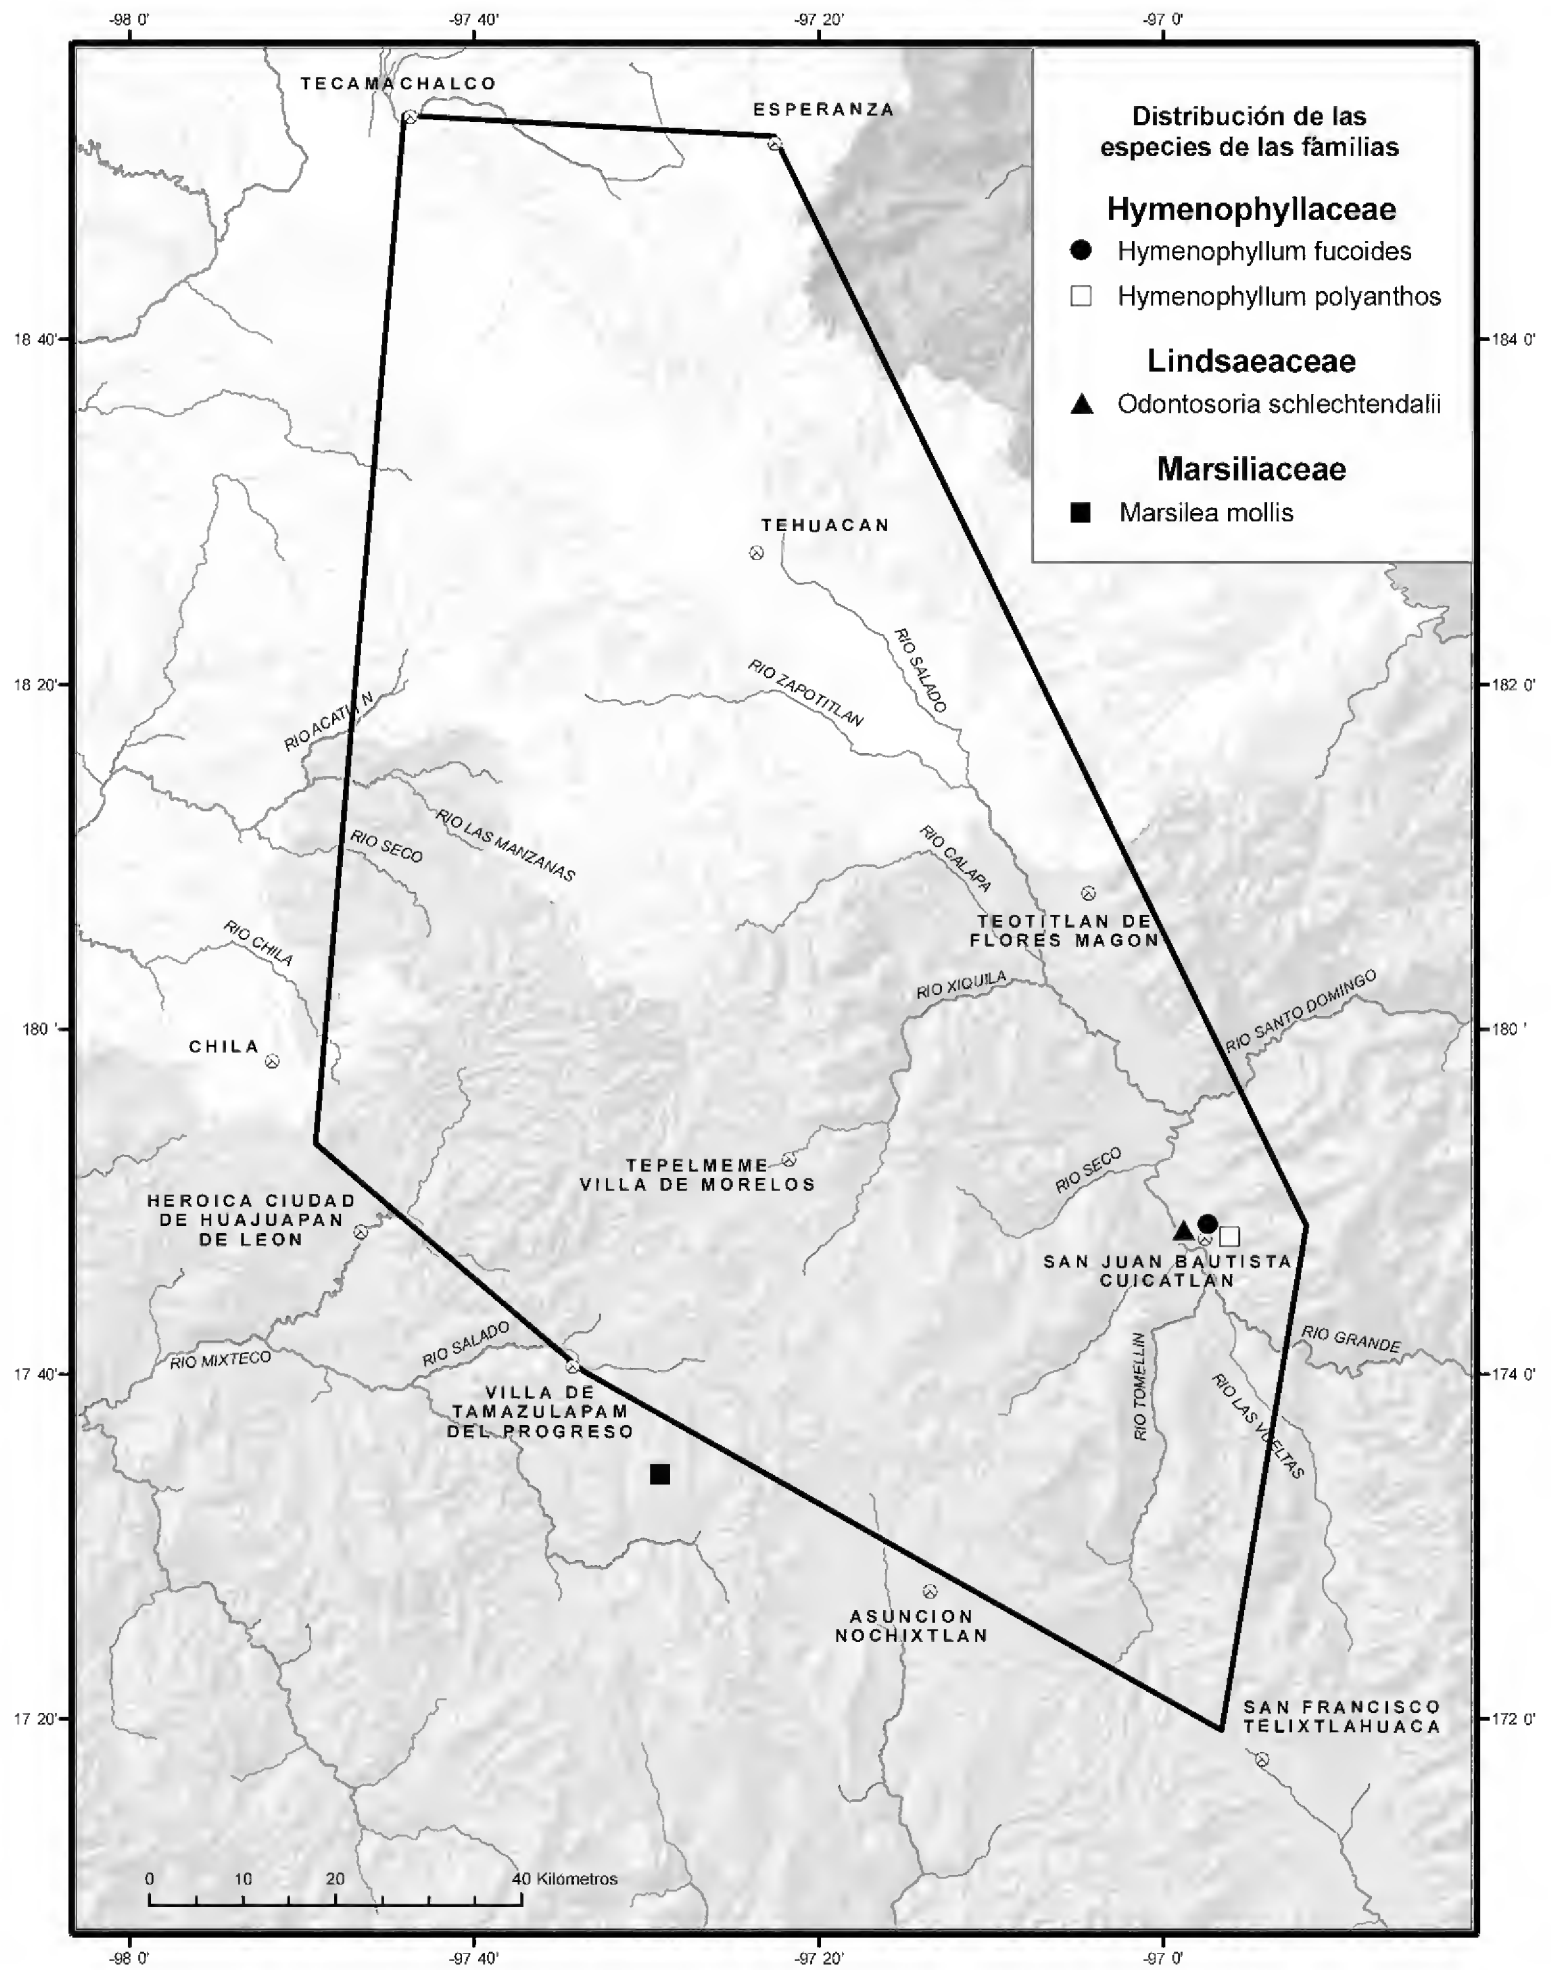 -98 0'
-97 40'
-97 20'
-97 0'
TECAMACHALCO
ESPERANZA
Distribución de las
especies de las familias
Hymenophyllaceae
Hymenophyllum fucoides
Hymenophyllum polyanthos
Lindsaeaceae
Odontosoria schlechtendalii
Marsiliaceae
Marsilea mollis
18 40'
184 0'
TEHUACAN
RIO SALADO
RIO ZAPOTITLAN
18 20'
182 0'
RIO LAS MANZANAS
RIO SECO
RIO CALAPA
TEOTITLAN DE
FLORES MAGON
RIO CHILA
RIO XIQUILA
RIO SANTO DOMINGO
180 '
180 '
CHILA
TEPELMEME
VILLA DE MORELOS
RIO SECO
HEROICA CIUDAD
DE HUAJUAPAN
DE LEON
SAN JUAN BAUTISTA
CUICATLAN
RIO MIXTECO
RIO SALADO
RIO GRANDE
17 40'
174 0'
RIO TOMELLIN
RIO LAS VUELTAS
VILLA DE
TAMAZULAPAM
DEL PROGRESO
ASUNCION
NOCHIXTLAN
SAN FRANCISCO
TELIXTLAHUACA
17 20'
172 0'
0 10 20 40 Kilómetros
-98 0'
-97 40'
-97 20'
-97 0'